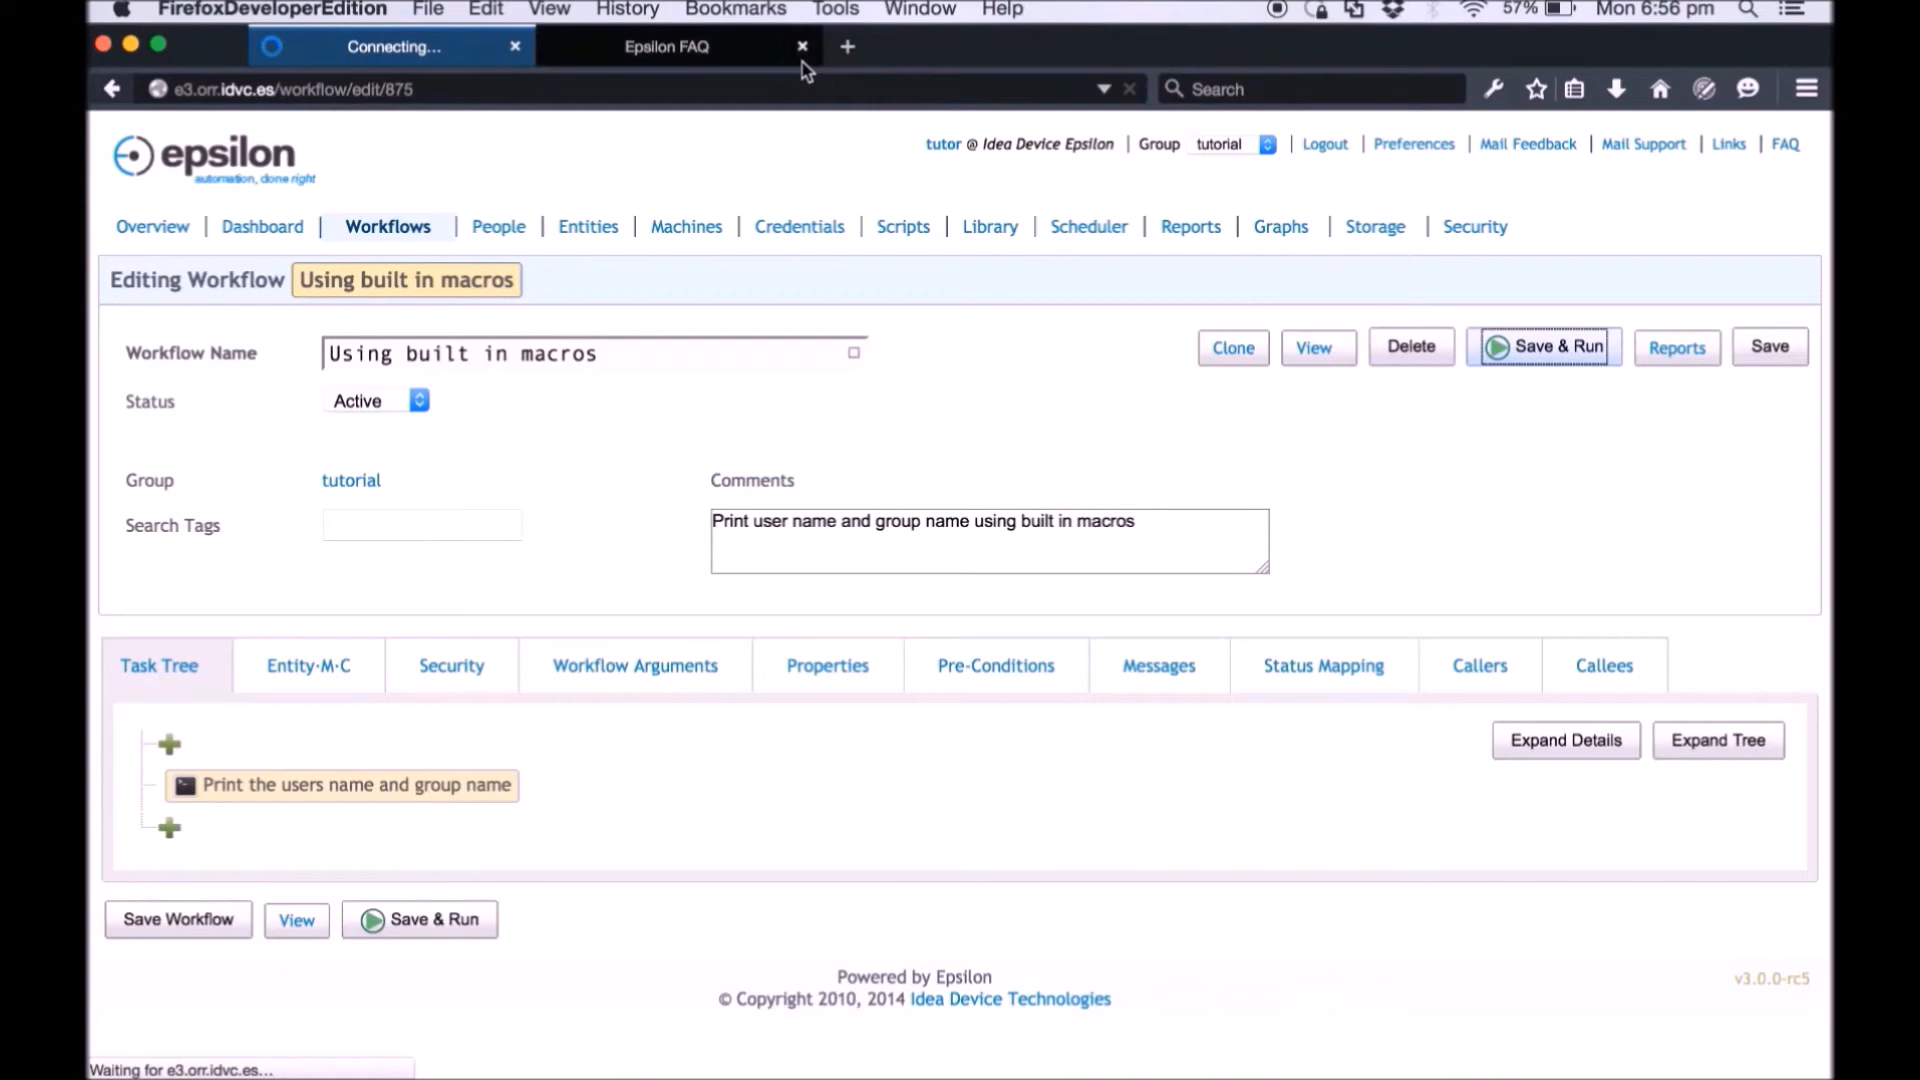 FirefoxDeveloperEdition File Edit View History Bookmarks Tools Window Help 57% Mon 6:56 pm
Connecting... Epsilon FAQ
e3.orr.idvc.es/workflow/edit/875 Search
epsilon
automation, done right
tutor @ Idea Device Epsilon | Group tutorial | Logout | Preferences | Mail Feedback | Mail Support | Links | FAQ
Overview | Dashboard | Workflows | People | Entities | Machines | Credentials | Scripts | Library | Scheduler | Reports | Graphs | Storage | Security
Editing Workflow Using built in macros
Workflow Name Using built in macros Clone View Delete Save & Run Reports Save
Status Active
Group tutorial Comments
Search Tags Print user name and group name using built in macros
Task Tree Entity·M·C Security Workflow Arguments Properties Pre-Conditions Messages Status Mapping Callers Callees
Expand Details Expand Tree
Print the users name and group name
Save Workflow View Save & Run
Powered by Epsilon v3.0.0-rc5
© Copyright 2010, 2014 Idea Device Technologies
Waiting for e3.orr.idvc.es...